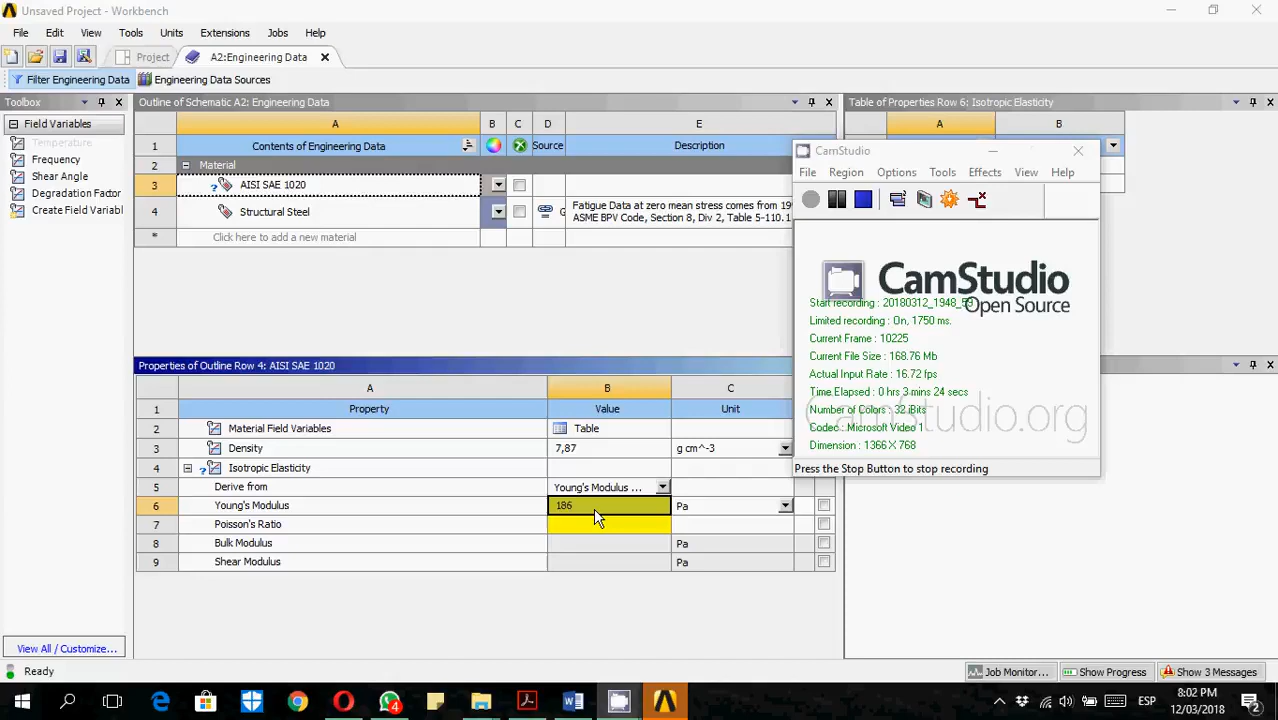 Unsaved Project - Workbench
File Edit View Tools Units Extensions Jobs Help
Project A2:Engineering Data
Filter Engineering Data Engineering Data Sources
Toolbox
Field Variables
Temperature
Frequency
Shear Angle
Degradation Factor
Create Field Variabl
View All / Customize...
Outline of Schematic A2: Engineering Data
A B C D E
1 Contents of Engineering Data Source Description
2 Material
3 AISI SAE 1020
4 Structural Steel G Fatigue Data at zero mean stress comes from 19
ASME BPV Code, Section 8, Div 2, Table 5-110.1
* Click here to add a new material
Table of Properties Row 6: Isotropic Elasticity
A B
CamStudio
File Region Options Tools Effects View Help
CamStudio
Open Source
Start recording : 20180312_1948_59
Limited recording : On, 1750 ms.
Current Frame : 10225
Current File Size : 168.76 Mb
Actual Input Rate : 16.72 fps
Time Elapsed : 0 hrs 3 mins 24 secs
Number of Colors : 32 Bits
Codec : Microsoft Video 1
Dimension : 1366 X 768
CamStudio.org
Press the Stop Button to stop recording
Properties of Outline Row 4: AISI SAE 1020
A B C
1 Property Value Unit
2 Material Field Variables Table
3 Density 7,87 g cm^-3
4 Isotropic Elasticity
5 Derive from Young's Modulus ...
6 Young's Modulus 186 Pa
7 Poisson's Ratio
8 Bulk Modulus Pa
9 Shear Modulus Pa
Ready
Job Monitor... Show Progress Show 3 Messages
4
ESP
8:02 PM
12/03/2018
2